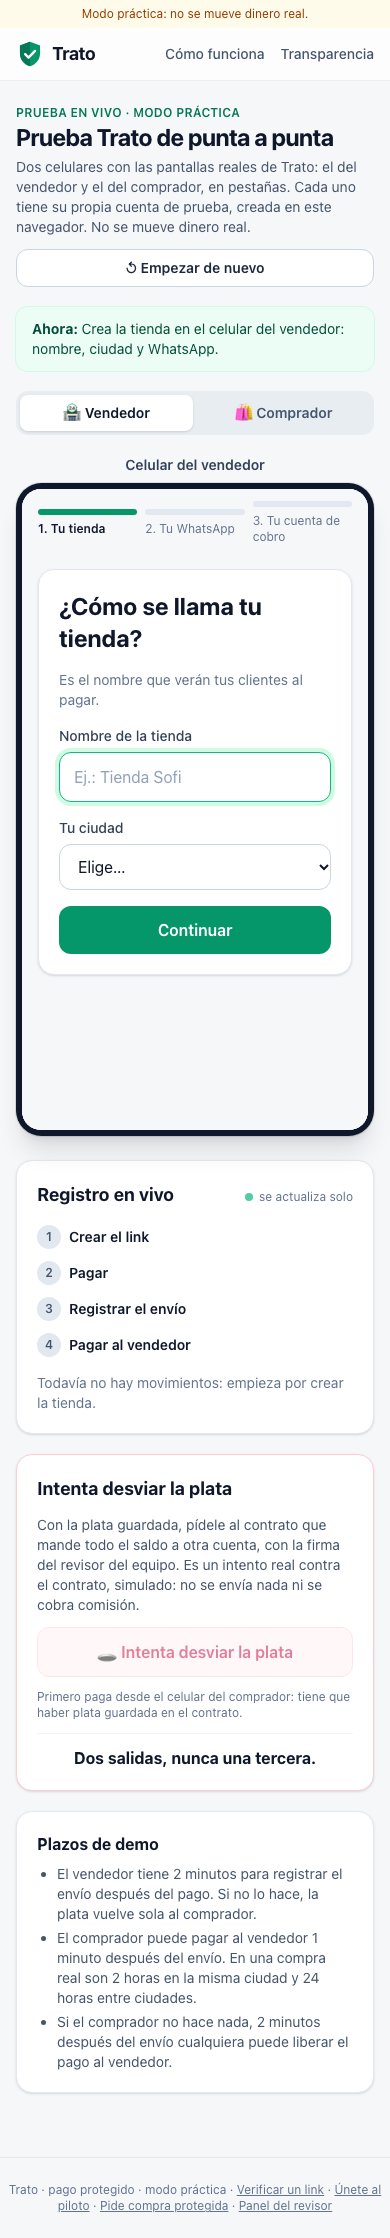 Modo práctica: no se mueve dinero real.
Trato
Cómo funciona
Transparencia
PRUEBA EN VIVO · MODO PRÁCTICA
Prueba Trato de punta a punta
Dos celulares con las pantallas reales de Trato: el del
vendedor y el del comprador, en pestañas. Cada uno
tiene su propia cuenta de prueba, creada en este
navegador. No se mueve dinero real.
↺ Empezar de nuevo
Ahora: Crea la tienda en el celular del vendedor:
nombre, ciudad y WhatsApp.
Vendedor
Comprador
Celular del vendedor
1. Tu tienda
2. Tu WhatsApp
3. Tu cuenta de
cobro
¿Cómo se llama tu
tienda?
Es el nombre que verán tus clientes al
pagar.
Nombre de la tienda
Ej.: Tienda Sofi
Tu ciudad
Elige...
Continuar
Registro en vivo
se actualiza solo
1 Crear el link
2 Pagar
3 Registrar el envío
4 Pagar al vendedor
Todavía no hay movimientos: empieza por crear
la tienda.
Intenta desviar la plata
Con la plata guardada, pídele al contrato que
mande todo el saldo a otra cuenta, con la firma
del revisor del equipo. Es un intento real contra
el contrato, simulado: no se envía nada ni se
cobra comisión.
Intenta desviar la plata
Primero paga desde el celular del comprador: tiene que
haber plata guardada en el contrato.
Dos salidas, nunca una tercera.
Plazos de demo
• El vendedor tiene 2 minutos para registrar el
envío después del pago. Si no lo hace, la
plata vuelve sola al comprador.
• El comprador puede pagar al vendedor 1
minuto después del envío. En una compra
real son 2 horas en la misma ciudad y 24
horas entre ciudades.
• Si el comprador no hace nada, 2 minutos
después del envío cualquiera puede liberar el
pago al vendedor.
Trato · pago protegido · modo práctica · Verificar un link · Únete al
piloto · Pide compra protegida · Panel del revisor